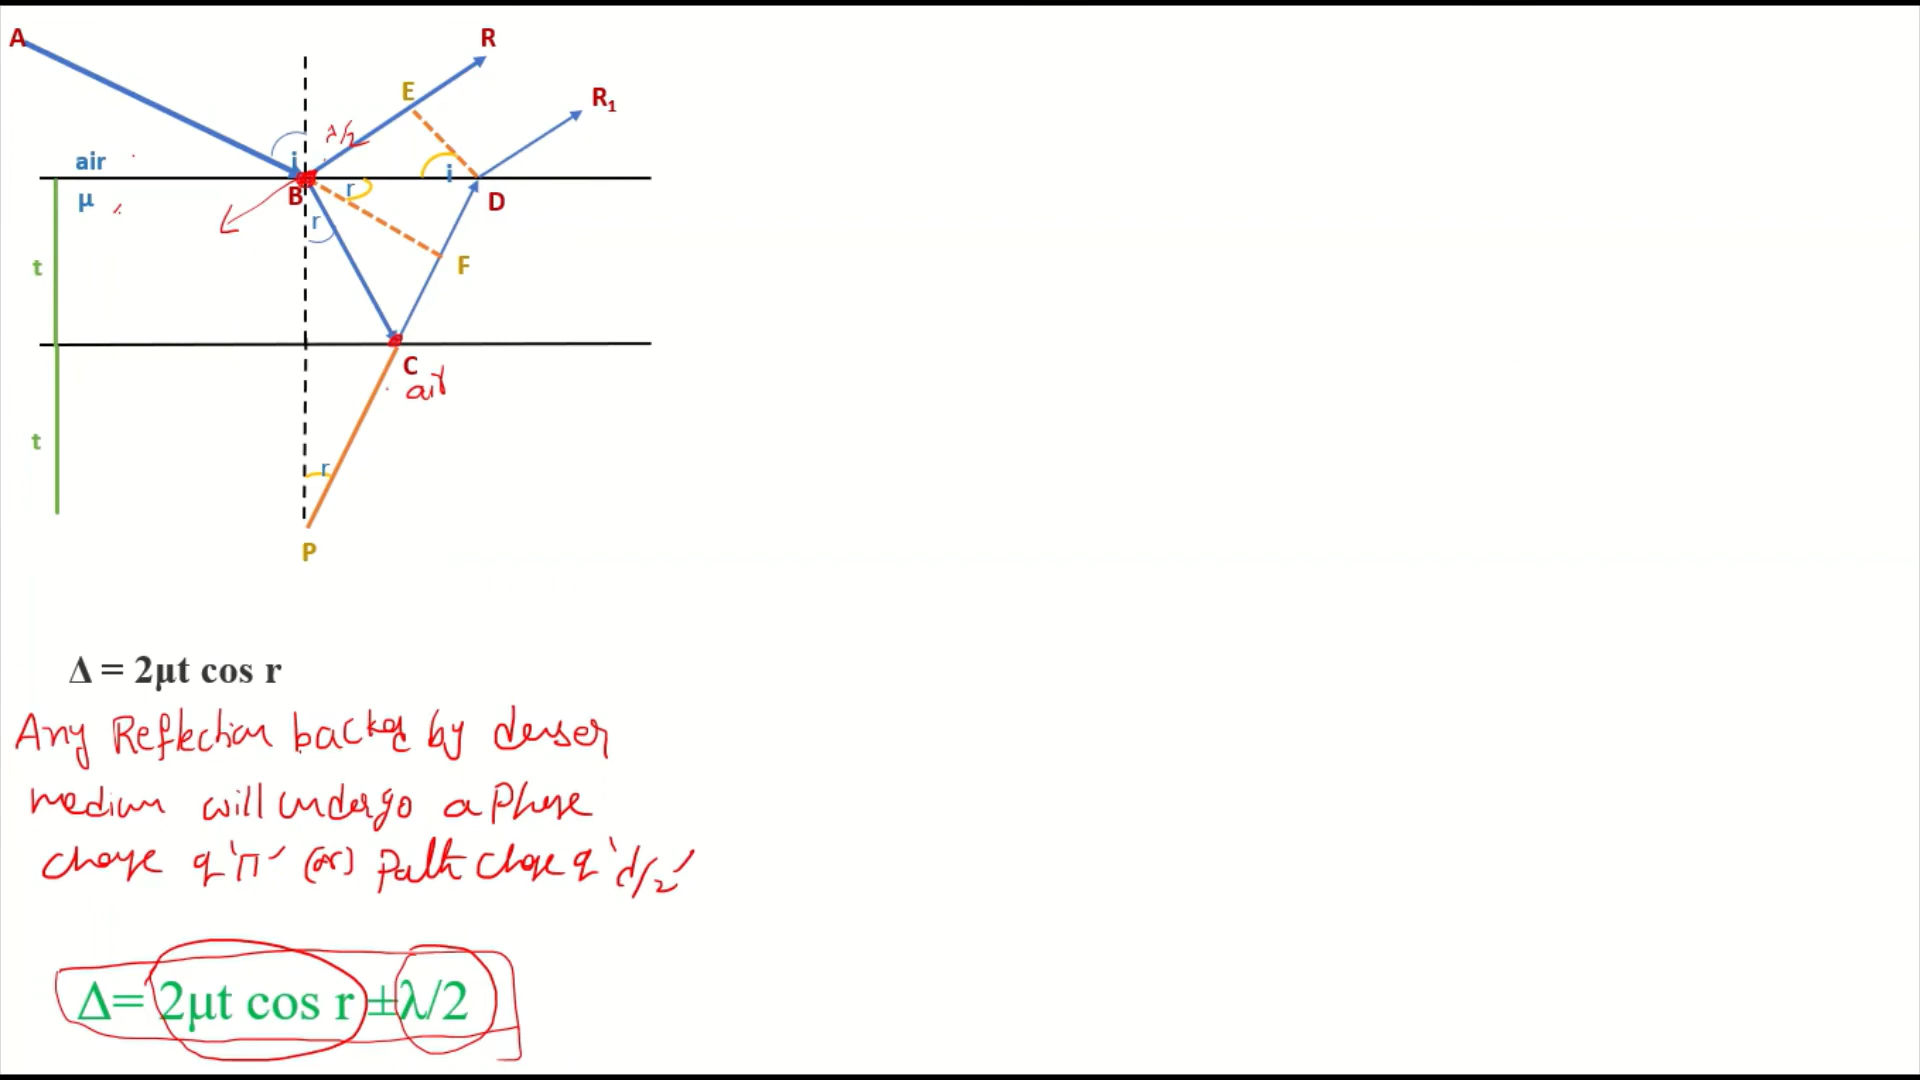 A
R
E
R₁
λ/2
i
air
i
μ
B
r
D
r
t
F
C
air
t
r
P
Δ = 2μt cos r
Any Reflection backed by denser
medium will undergo a Phase
change of 'π' (or) Path change of 'λ/2'
Δ= 2μt cos r ±λ/2